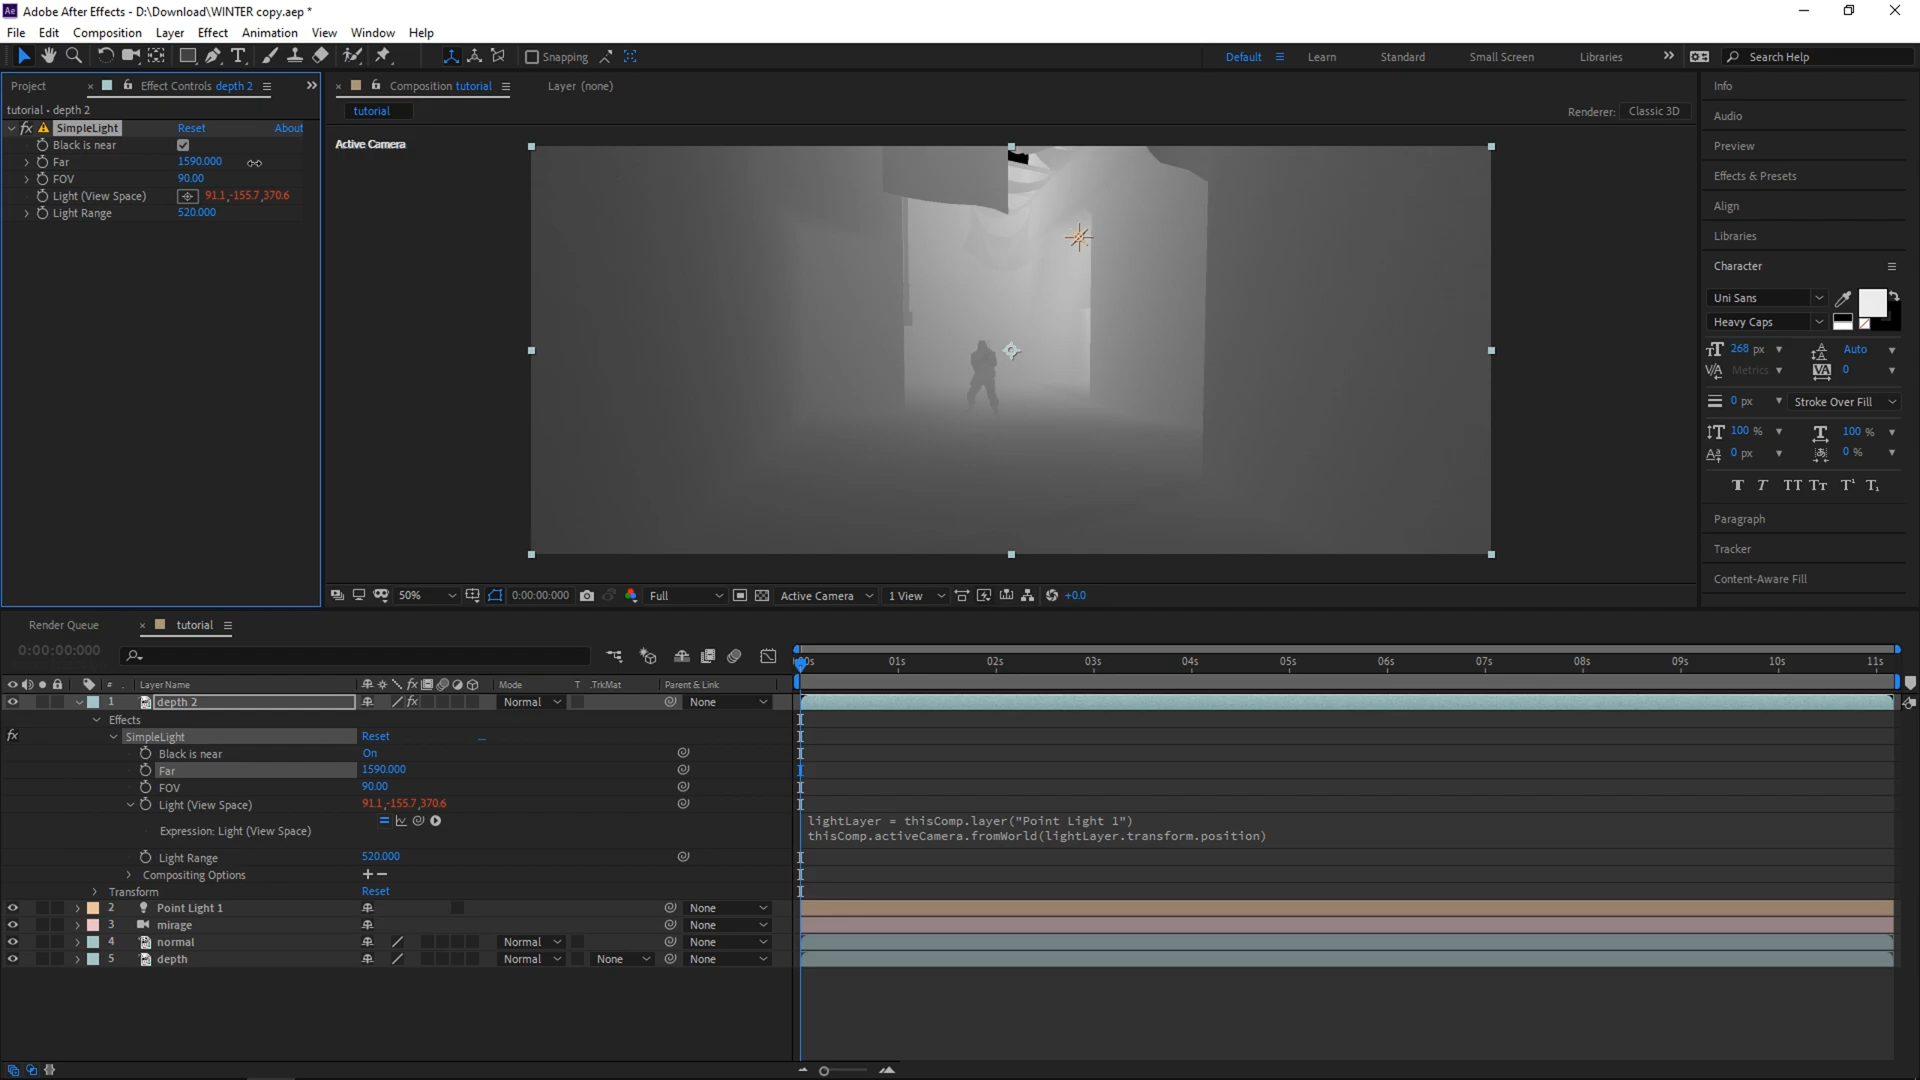 Adobe After Effects - D:\Download\WINTER copy.aep *
File Edit Composition Layer Effect Animation View Window Help
Snapping
Default Learn Standard Small Screen Libraries
Search Help
Project Effect Controls depth 2
tutorial • depth 2
SimpleLight Reset About
Black is near
Far 1590.000
FOV 90.00
Light (View Space) 91.1,-155.7,370.6
Light Range 520.000
Composition tutorial Layer (none)
tutorial Renderer: Classic 3D
Active Camera
50% 0:00:00:000 Full Active Camera 1 View +0.0
Info
Audio
Preview
Effects & Presets
Align
Libraries
Character
Uni Sans
Heavy Caps
268 px Auto
Metrics 0
0 px Stroke Over Fill
100 % 100 %
0 px 0 %
T T TT Tt T¹ T₁
Paragraph
Tracker
Content-Aware Fill
Render Queue tutorial
0:00:00:000
00s 01s 02s 03s 04s 05s 06s 07s 08s 09s 10s 11s
# Layer Name Mode T .TrkMat Parent & Link
1 depth 2 Normal None
Effects
fx SimpleLight Reset
Black is near On
Far 1590.000
FOV 90.00
Light (View Space) 91.1,-155.7,370.6
Expression: Light (View Space)
lightLayer = thisComp.layer("Point Light 1")
thisComp.activeCamera.fromWorld(lightLayer.transform.position)
Light Range 520.000
Compositing Options
Transform Reset
2 Point Light 1 None
3 mirage None
4 normal Normal None
5 depth Normal None None